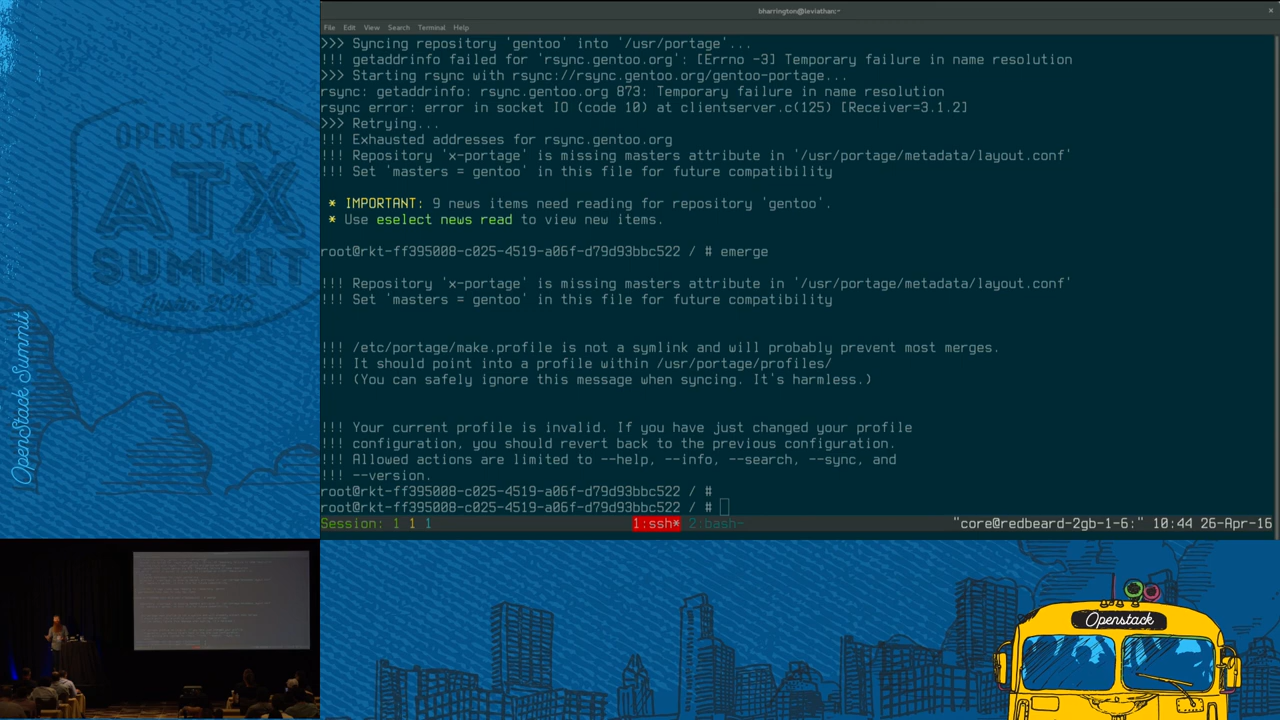 bharrington@leviathan:~
File Edit View Search Terminal Help
>>> Syncing repository 'gentoo' into '/usr/portage'...
!!! getaddrinfo failed for 'rsync.gentoo.org': [Errno -3] Temporary failure in name resolution
>>> Starting rsync with rsync://rsync.gentoo.org/gentoo-portage...
rsync: getaddrinfo: rsync.gentoo.org 873: Temporary failure in name resolution
rsync error: error in socket IO (code 10) at clientserver.c(125) [Receiver=3.1.2]
>>> Retrying...
!!! Exhausted addresses for rsync.gentoo.org
!!! Repository 'x-portage' is missing masters attribute in '/usr/portage/metadata/layout.conf'
!!! Set 'masters = gentoo' in this file for future compatibility
* IMPORTANT: 9 news items need reading for repository 'gentoo'.
* Use eselect news read to view new items.
root@rkt-ff395008-c025-4519-a06f-d79d93bbc522 / # emerge
!!! Repository 'x-portage' is missing masters attribute in '/usr/portage/metadata/layout.conf'
!!! Set 'masters = gentoo' in this file for future compatibility
!!! /etc/portage/make.profile is not a symlink and will probably prevent most merges.
!!! It should point into a profile within /usr/portage/profiles/
!!! (You can safely ignore this message when syncing. It's harmless.)
!!! Your current profile is invalid. If you have just changed your profile
!!! configuration, you should revert back to the previous configuration.
!!! Allowed actions are limited to --help, --info, --search, --sync, and
!!! --version.
root@rkt-ff395008-c025-4519-a06f-d79d93bbc522 / #
root@rkt-ff395008-c025-4519-a06f-d79d93bbc522 / #
Session: 1 1 1 1:ssh* 2:bash- "core@redbeard-2gb-1-6:" 10:44 26-Apr-16
OPENSTACK
ATX
SUMMIT
OpenStack Summit
Openstack